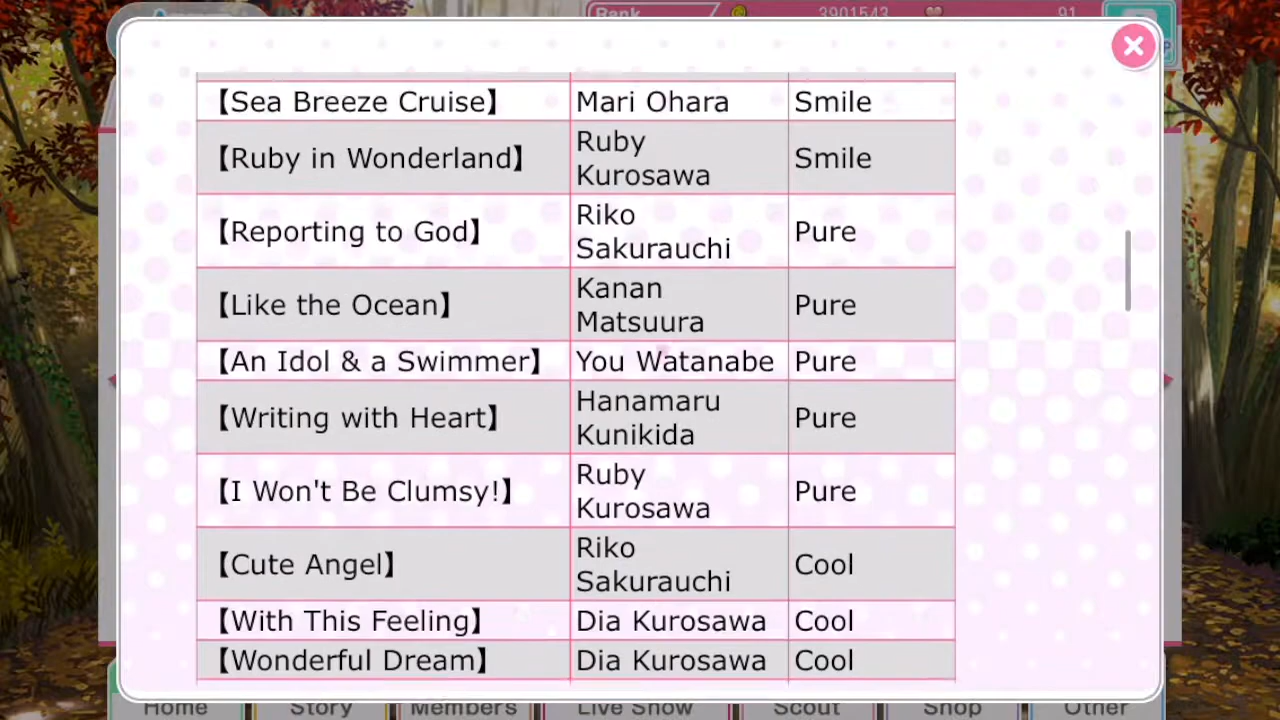 Rank 3901543 91
【Sea Breeze Cruise】 Mari Ohara Smile
【Ruby in Wonderland】 Ruby Kurosawa Smile
【Reporting to God】 Riko Sakurauchi Pure
【Like the Ocean】 Kanan Matsuura Pure
【An Idol & a Swimmer】 You Watanabe Pure
【Writing with Heart】 Hanamaru Kunikida Pure
【I Won't Be Clumsy!】 Ruby Kurosawa Pure
【Cute Angel】 Riko Sakurauchi Cool
【With This Feeling】 Dia Kurosawa Cool
【Wonderful Dream】 Dia Kurosawa Cool
Home Story Members Live Show Scout Shop Other